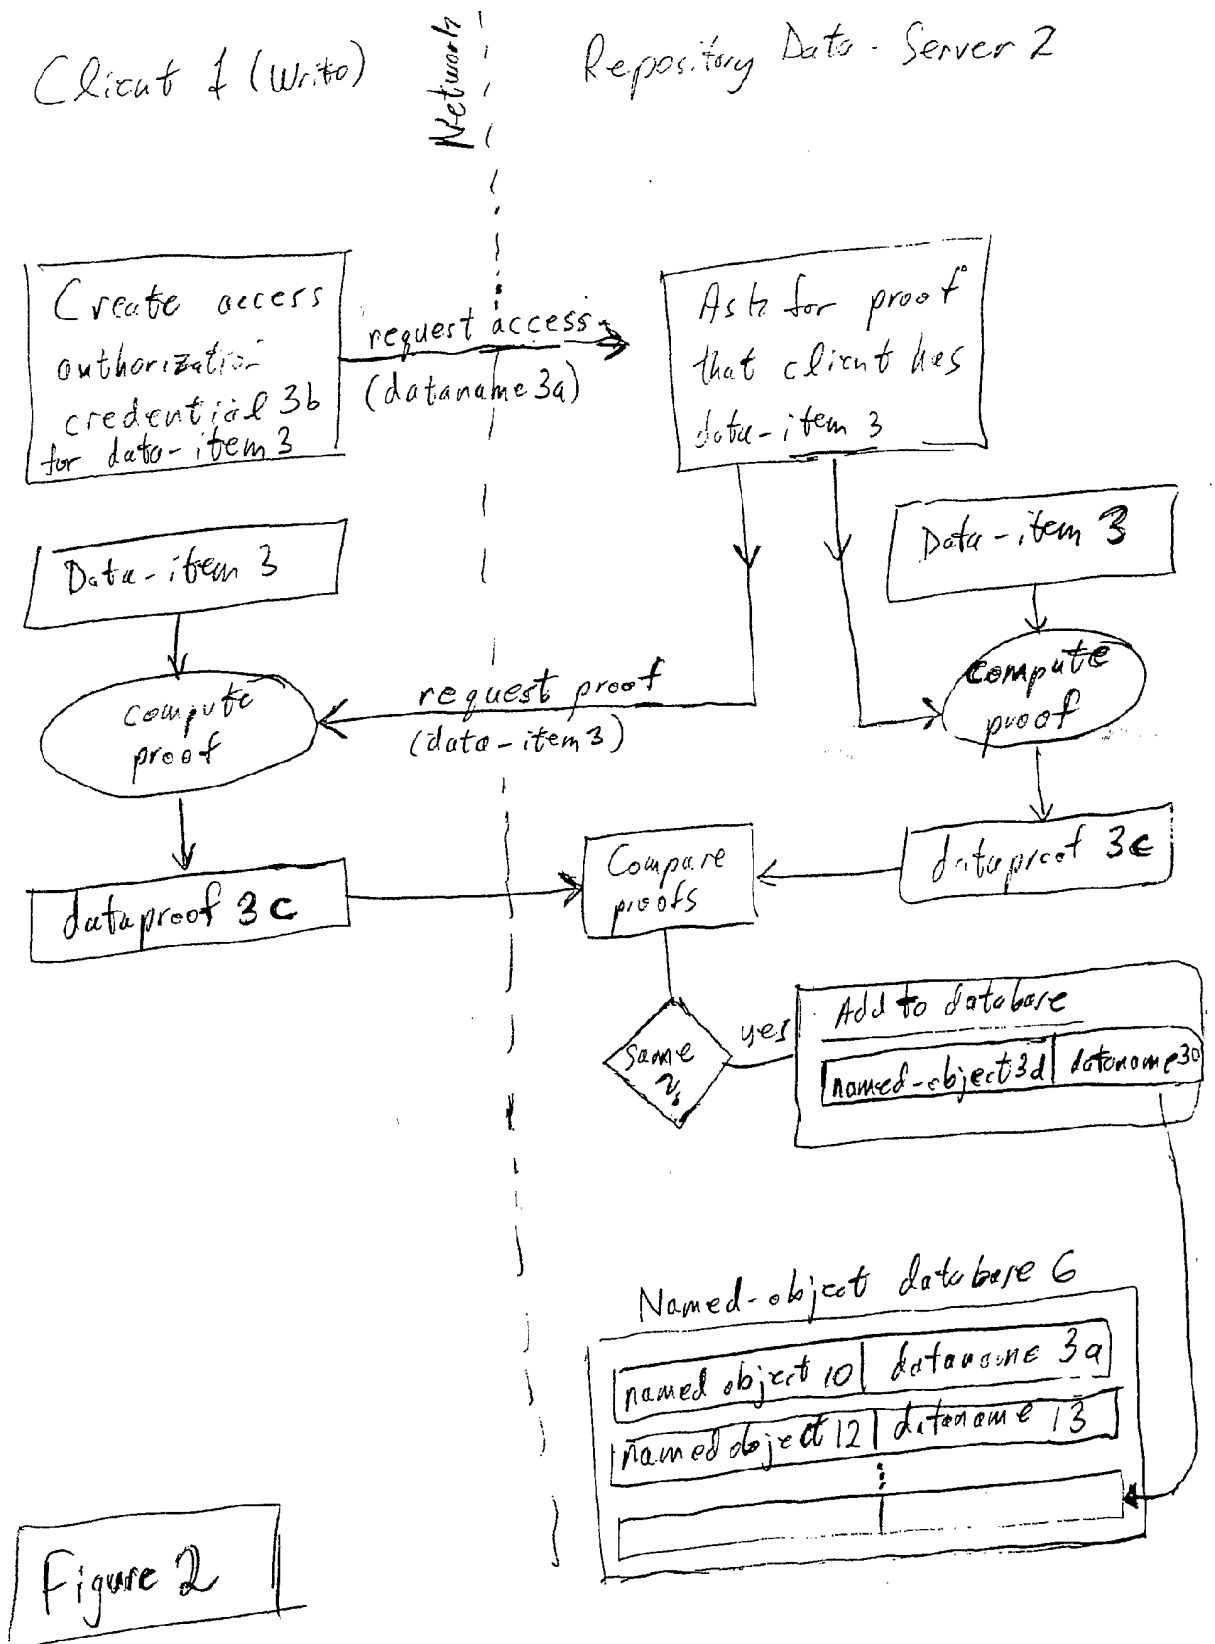 Client 1 (Write)
Network
Repository Data-Server 2
Create access
authorization
credential 3b
for data-item 3
request access
(dataname 3a)
Ask for proof
that client has
data-item 3
Data-item 3
Data-item 3
compute
proof
request proof
(data-item 3)
compute
proof
dataproof 3c
Compare
proofs
dataproof 3c
same
?
yes
Add to database
named-object 3d | dataname 3a
Named-object database 6
named object 10 | dataname 3a
named object 12 | dataname 13
Figure 2